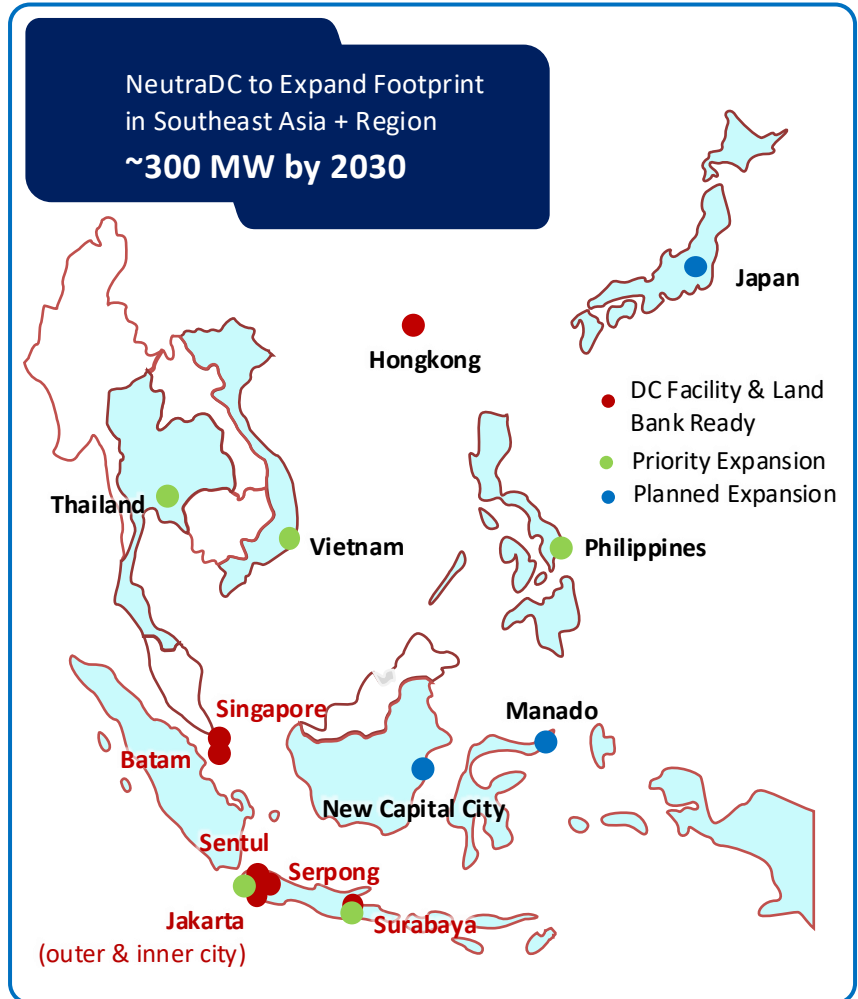 NeutraDC to Expand Footprint
in Southeast Asia + Region
~300 MW by 2030
Japan
Hongkong
DC Facility & Land
Bank Ready
Priority Expansion
Planned Expansion
Thailand
Vietnam
Philippines
Singapore
Manado
Batam
New Capital City
Sentul
Serpong
Jakarta
Surabaya
(outer & inner city)